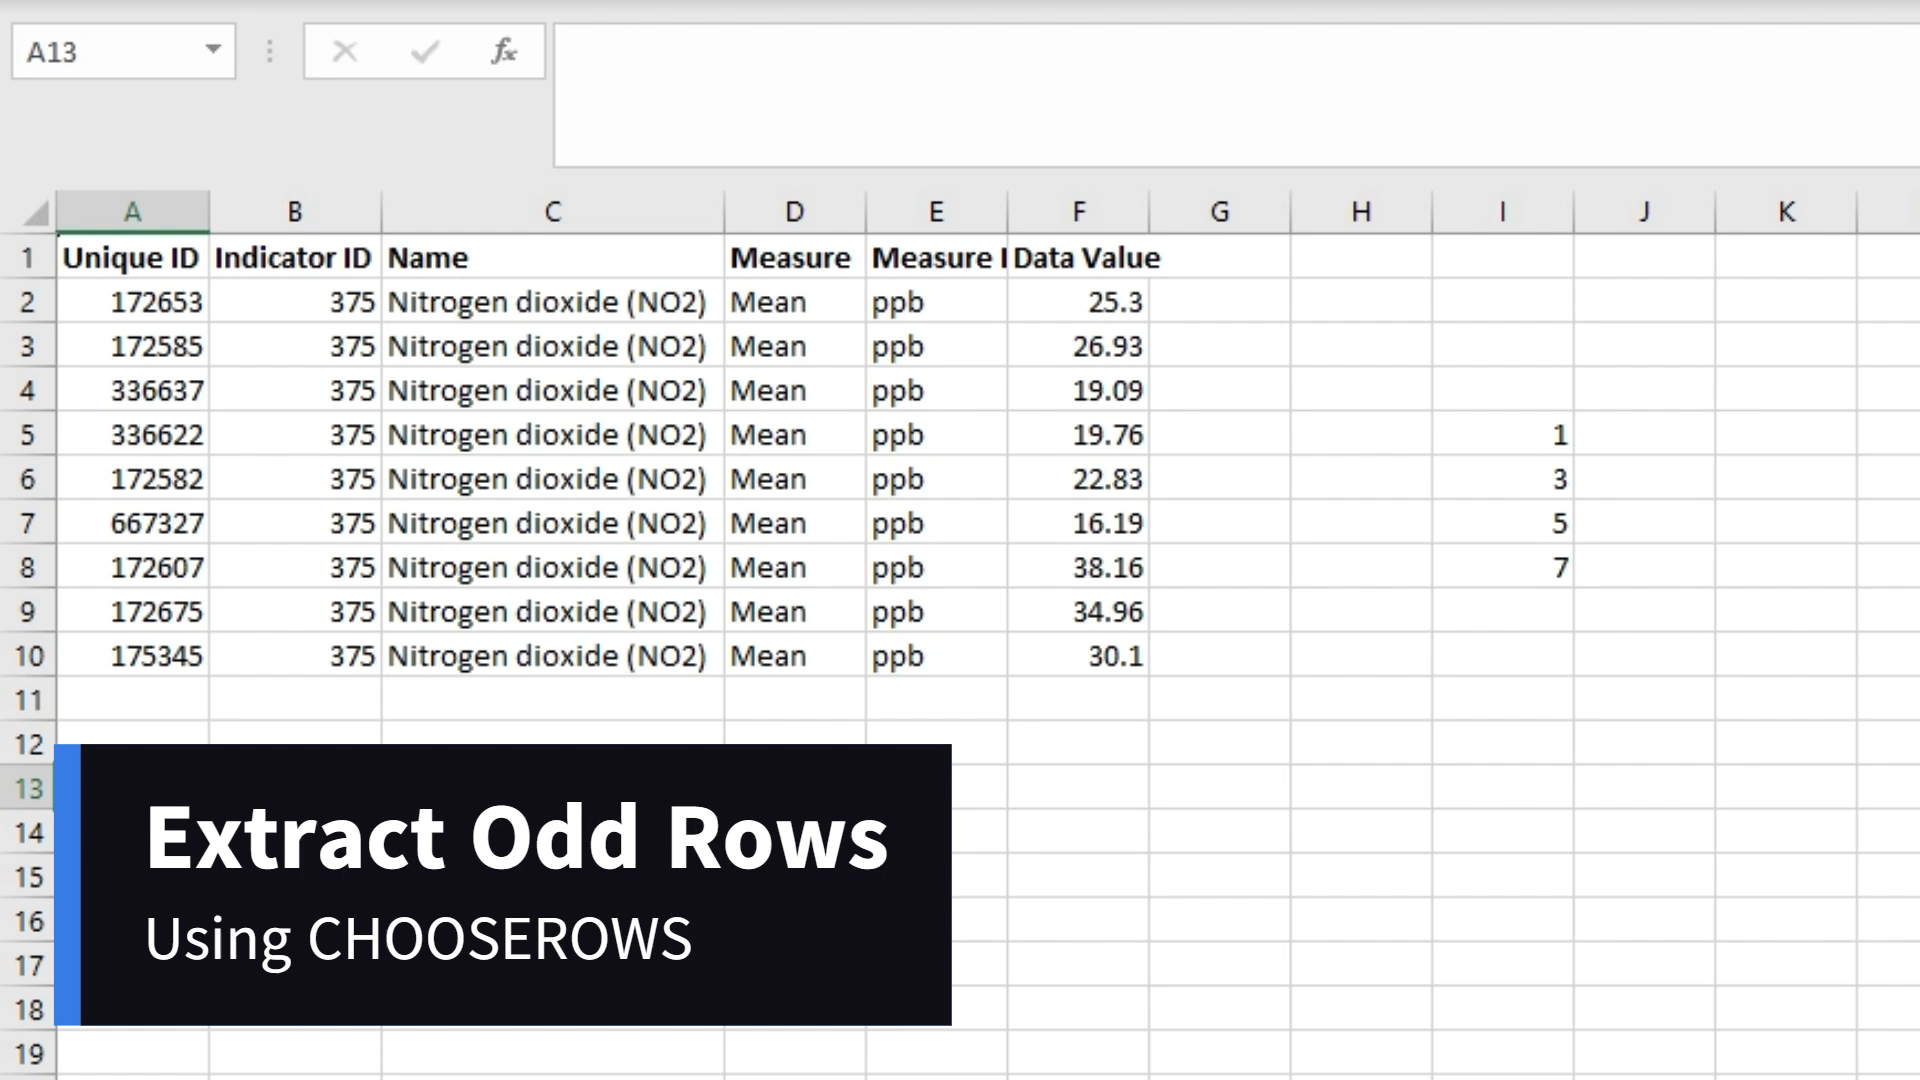 A13 fx
A B C D E F G H I J K
1 Unique ID Indicator ID Name Measure Measure I Data Value
2 172653 375 Nitrogen dioxide (NO2) Mean ppb 25.3
3 172585 375 Nitrogen dioxide (NO2) Mean ppb 26.93
4 336637 375 Nitrogen dioxide (NO2) Mean ppb 19.09
5 336622 375 Nitrogen dioxide (NO2) Mean ppb 19.76 1
6 172582 375 Nitrogen dioxide (NO2) Mean ppb 22.83 3
7 667327 375 Nitrogen dioxide (NO2) Mean ppb 16.19 5
8 172607 375 Nitrogen dioxide (NO2) Mean ppb 38.16 7
9 172675 375 Nitrogen dioxide (NO2) Mean ppb 34.96
10 175345 375 Nitrogen dioxide (NO2) Mean ppb 30.1
11
12
13
14
15
16
17
18
19
Extract Odd Rows
Using CHOOSEROWS